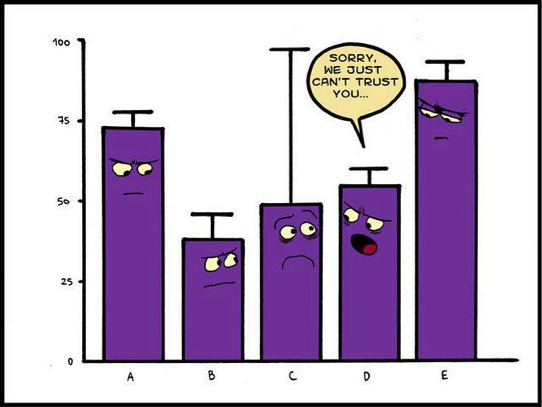 100
SORRY,
WE JUST
CAN'T TRUST
YOU...
75
50
25
0
A B C D E